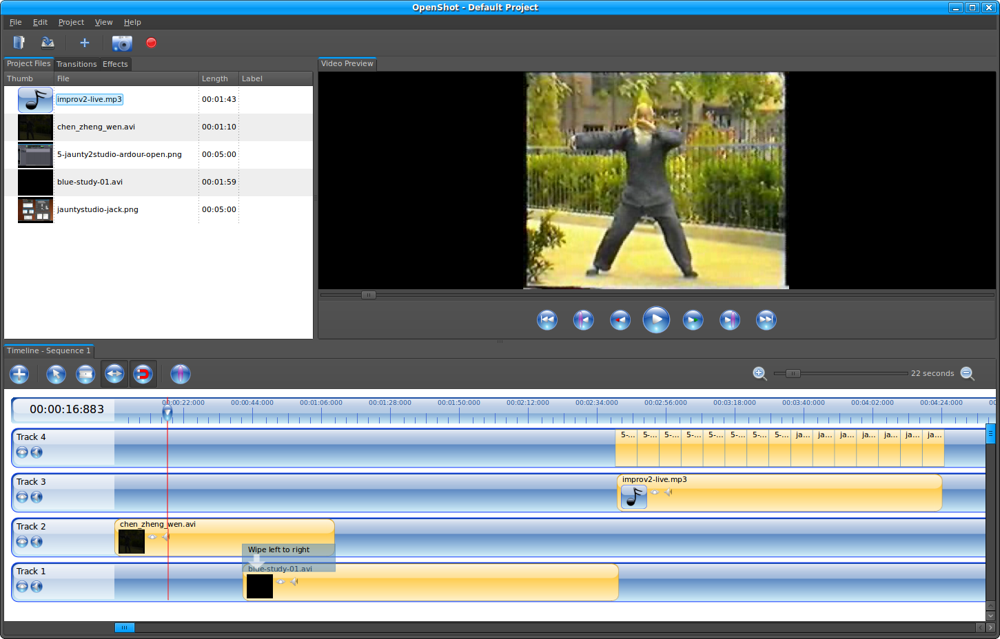 OpenShot - Default Project
File Edit Project View Help
Project Files Transitions Effects
Video Preview
Thumb File Length Label
improv2-live.mp3 00:01:43
chen_zheng_wen.avi 00:01:10
5-jaunty2studio-ardour-open.png 00:05:00
blue-study-01.avi 00:01:59
jauntystudio-jack.png 00:05:00
Timeline - Sequence 1
22 seconds
00:00:16:883
00:00:22:000 00:00:44:000 00:01:06:000 00:01:28:000 00:01:50:000 00:02:12:000 00:02:34:000 00:02:56:000 00:03:18:000 00:03:40:000 00:04:02:000 00:04:24:000 00
Track 4
5-... 5-... 5-... 5-... 5-... 5-... 5-... 5-... ja... ja... ja... ja... ja... ja... ja...
Track 3
improv2-live.mp3
Track 2
chen_zheng_wen.avi
Wipe left to right
Track 1
blue-study-01.avi